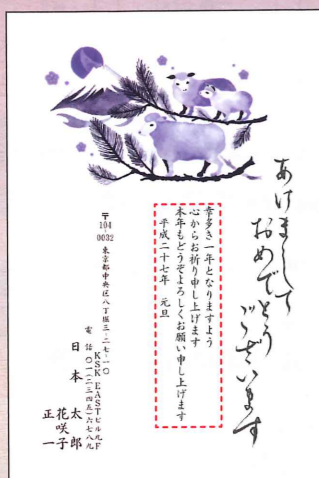 あけまして
おめでとう
ございます
幸多き一年となりますよう
心からお祈り申し上げます
本年もどうぞよろしくお願い申し上げます
平成二十七年　元旦
〒104-0032　東京都中央区八丁堀三-二七-一〇
KSK EASTビル九F
電話〇一(二三四五)六七八九
日本太郎
花咲子
正一